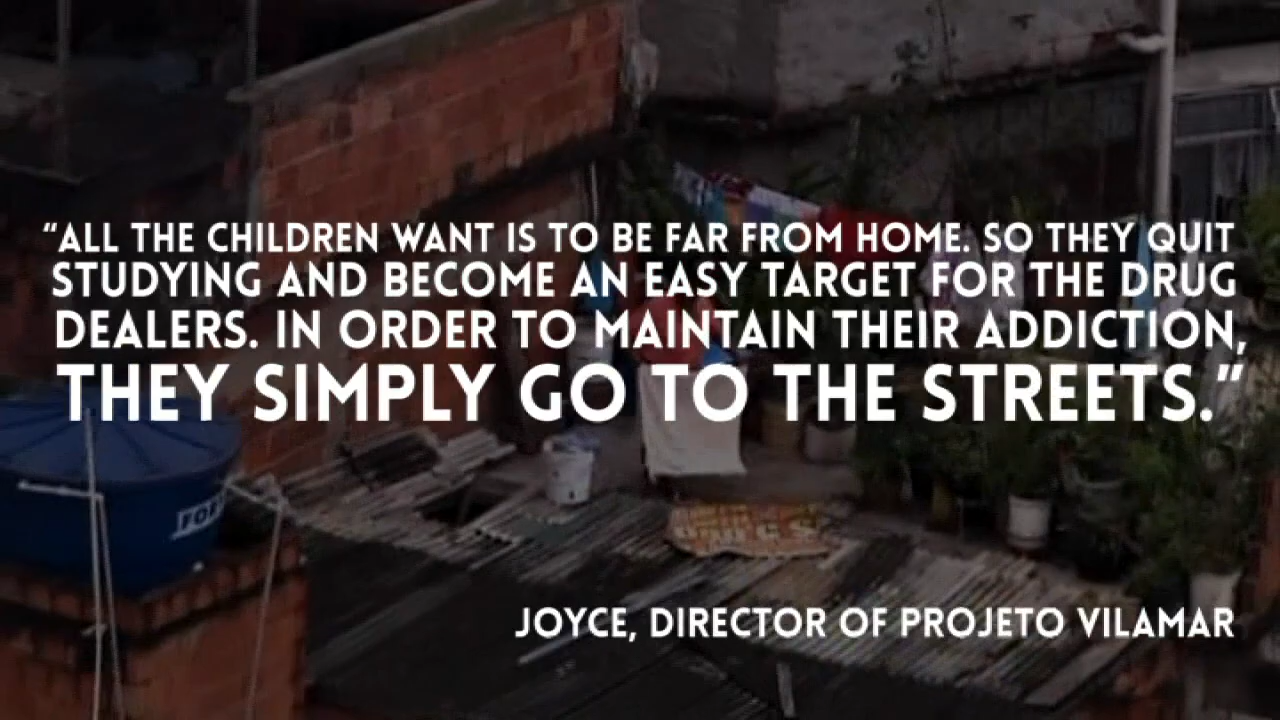 “ALL THE CHILDREN WANT IS TO BE FAR FROM HOME. SO THEY QUIT
STUDYING AND BECOME AN EASY TARGET FOR THE DRUG
DEALERS. IN ORDER TO MAINTAIN THEIR ADDICTION,
THEY SIMPLY GO TO THE STREETS.”
JOYCE, DIRECTOR OF PROJETO VILAMAR